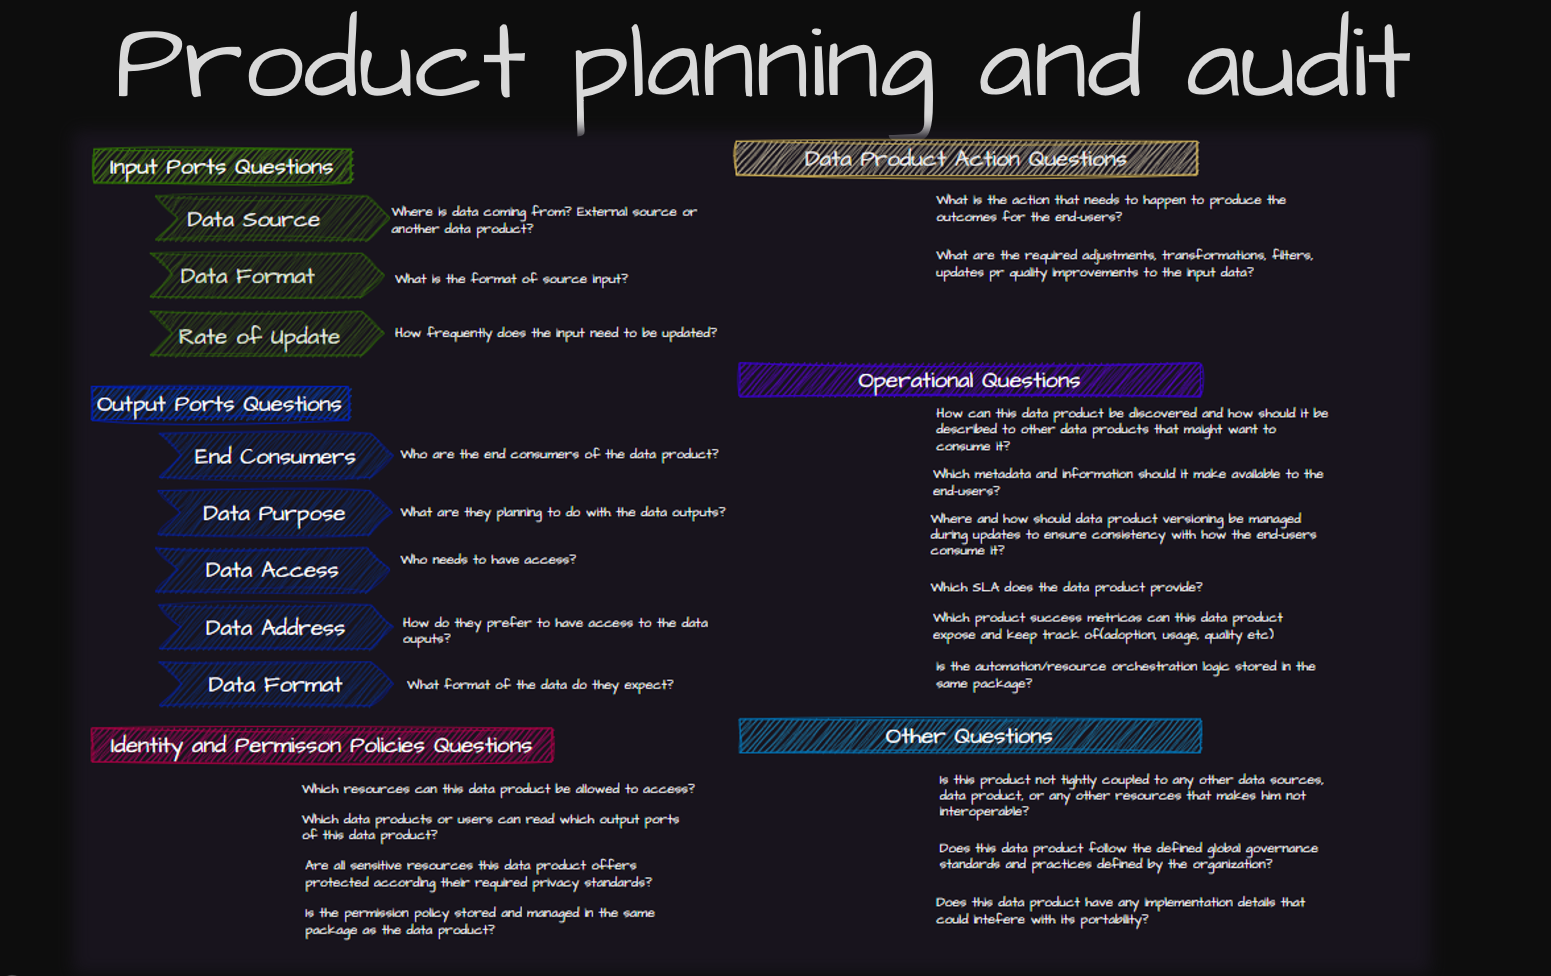 Product planning and audit
Input Ports Questions
Data Source
Where is data coming from? External source or
another data product?
Data Format
What is the format of source input?
Rate of Update
How frequently does the input need to be updated?
Output Ports Questions
End Consumers
Who are the end consumers of the data product?
Data Purpose
What are they planning to do with the data outputs?
Data Access
Who needs to have access?
Data Address
How do they prefer to have access to the data
ouputs?
Data Format
What format of the data do they expect?
Identity and Permisson Policies Questions
Which resources can this data product be allowed to access?
Which data products or users can read which output ports
of this data product?
Are all sensitive resources this data product offers
protected according their required privacy standards?
Is the permission policy stored and managed in the same
package as the data product?
Data Product Action Questions
What is the action that needs to happen to produce the
outcomes for the end-users?
What are the required adjustments, transformations, filters,
updates pr quality improvements to the input data?
Operational Questions
How can this data product be discovered and how should it be
described to other data products that maight want to
consume it?
Which metadata and information should it make available to the
end-users?
Where and how should data product versioning be managed
during updates to ensure consistency with how the end-users
consume it?
Which SLA does the data product provide?
Which product success metricas can this data product
expose and keep track of(adoption, usage, quality etc)
is the automation/resource orchestration logic stored in the
same package?
Other Questions
Is this product not tightly coupled to any other data sources,
data product, or any other resources that makes him not
interoperable?
Does this data product follow the defined global governance
standards and practices defined by the organization?
Does this data product have any implementation details that
could intefere with its portability?